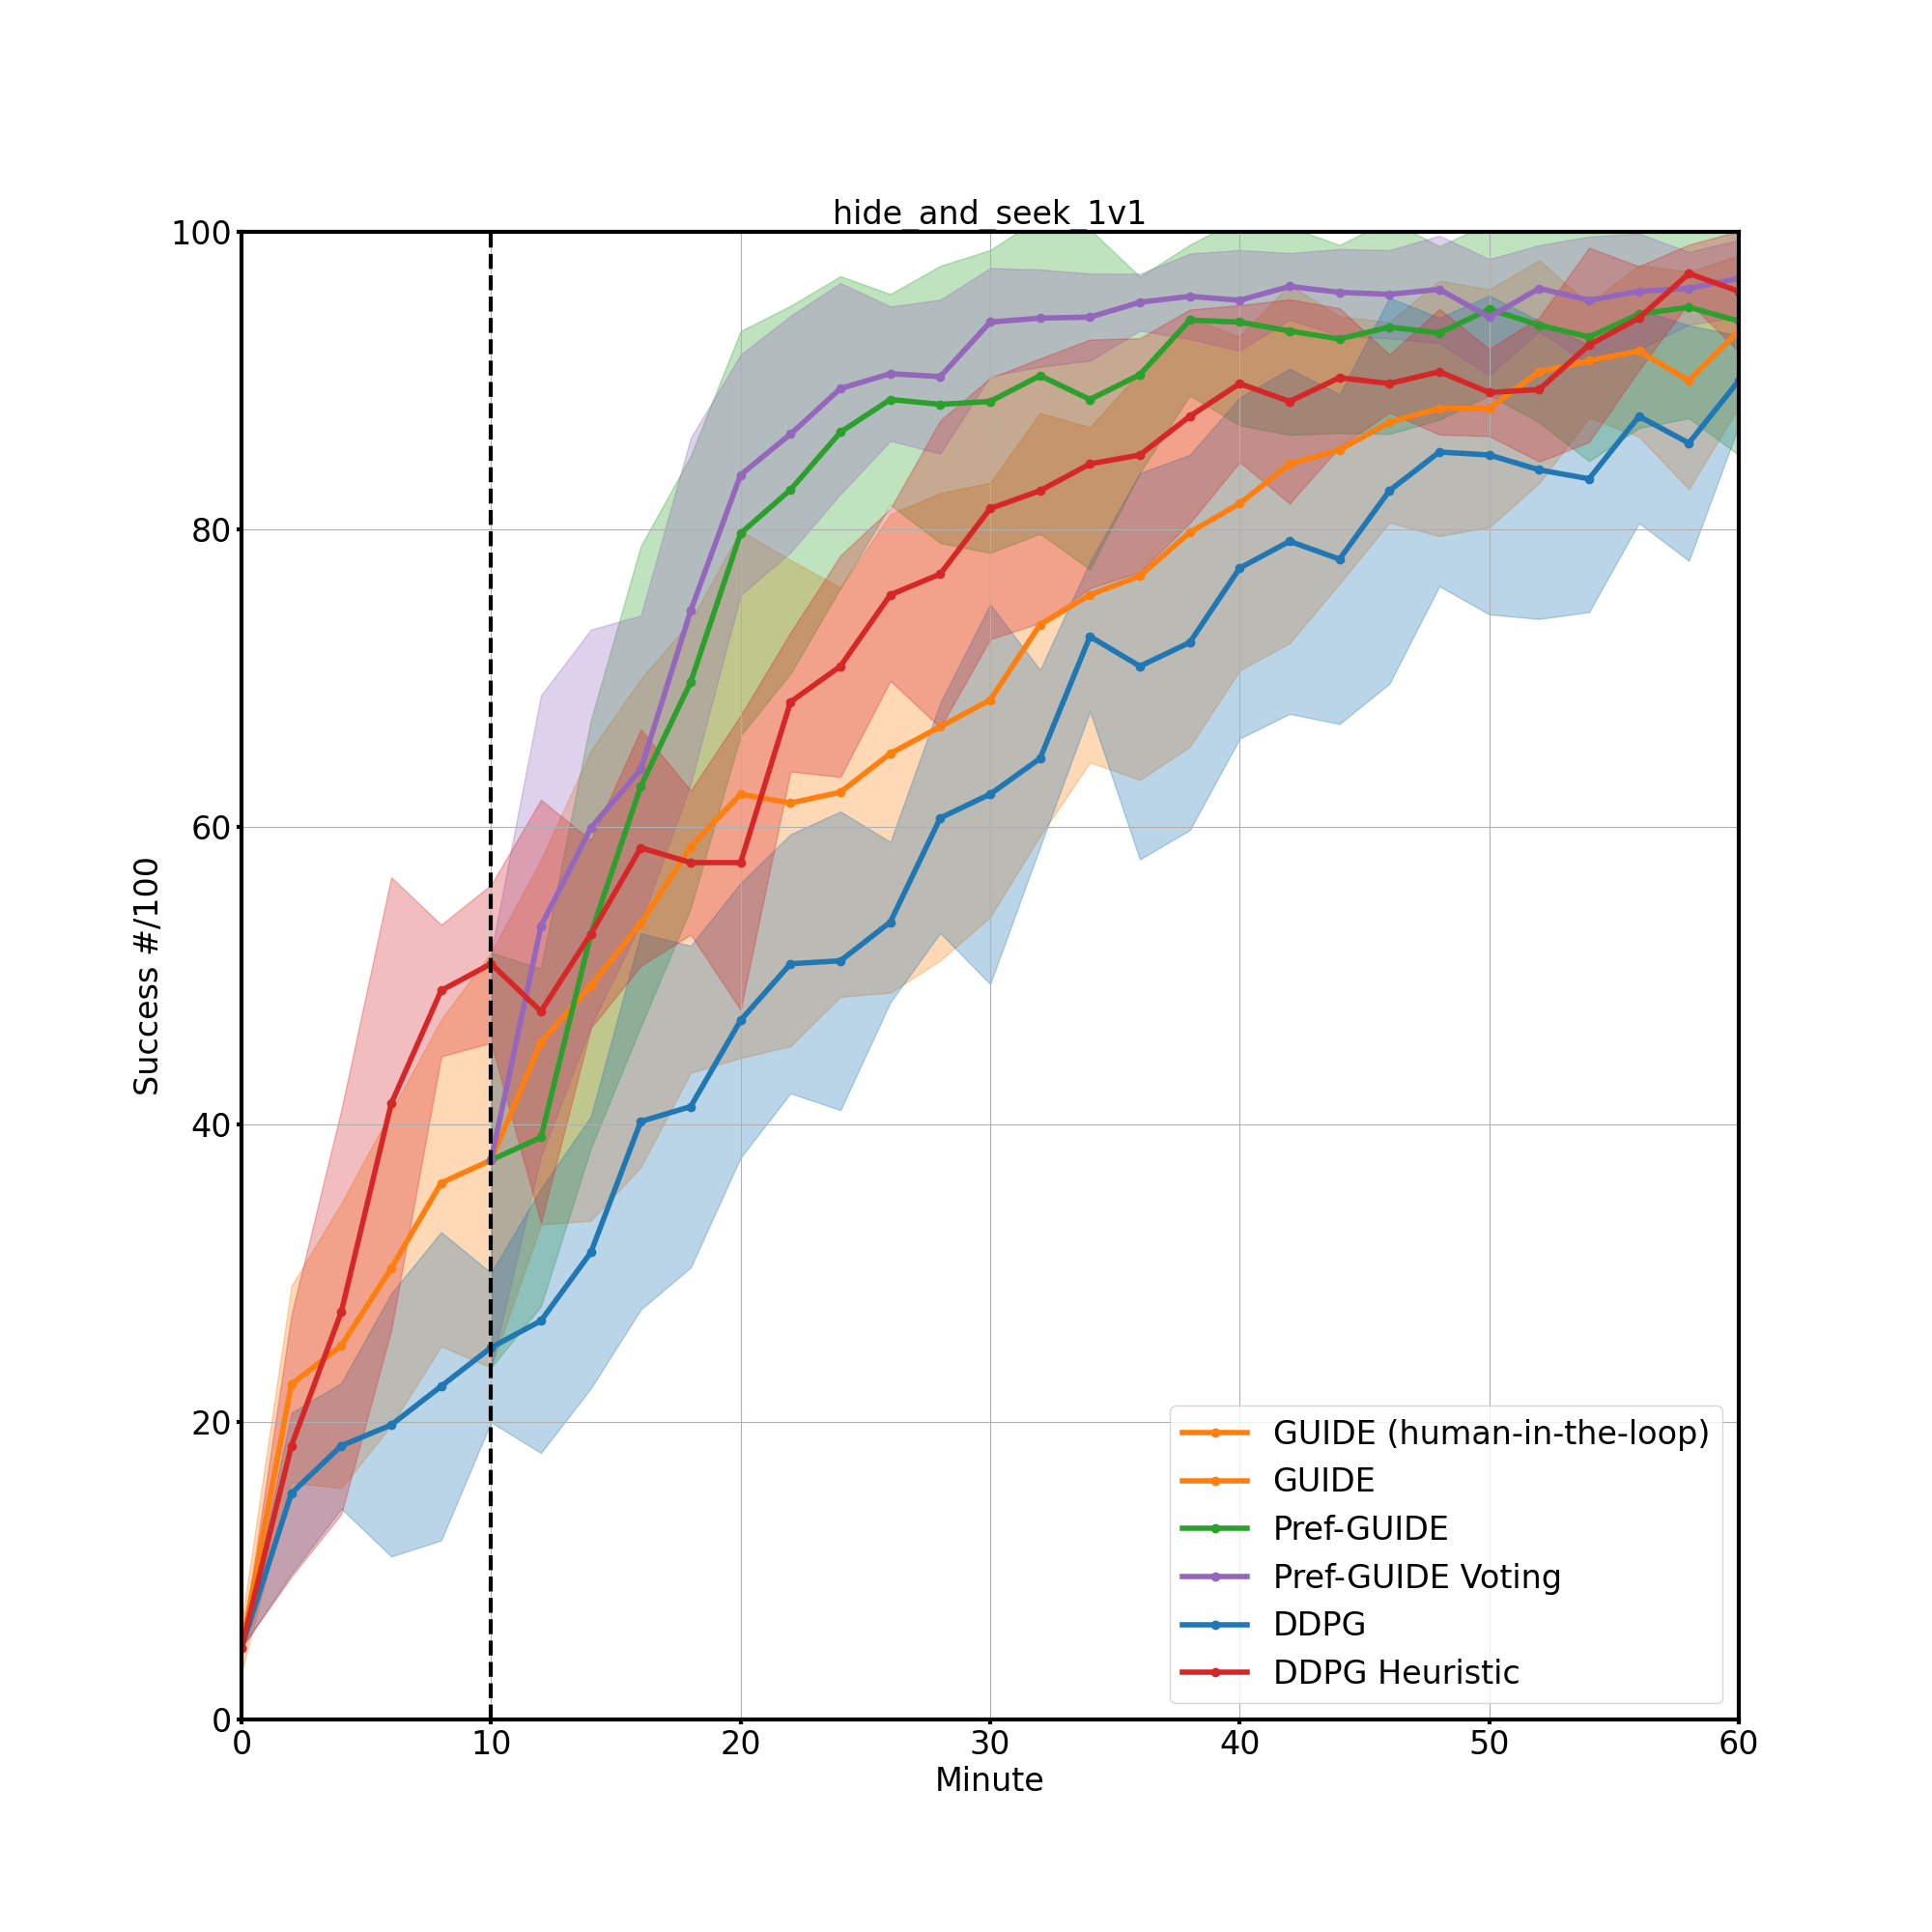 hide_and_seek_1v1
100
80
60
40
20
0
Success #/100
0 10 20 30 40 50 60
Minute
GUIDE (human-in-the-loop)
GUIDE
Pref-GUIDE
Pref-GUIDE Voting
DDPG
DDPG Heuristic